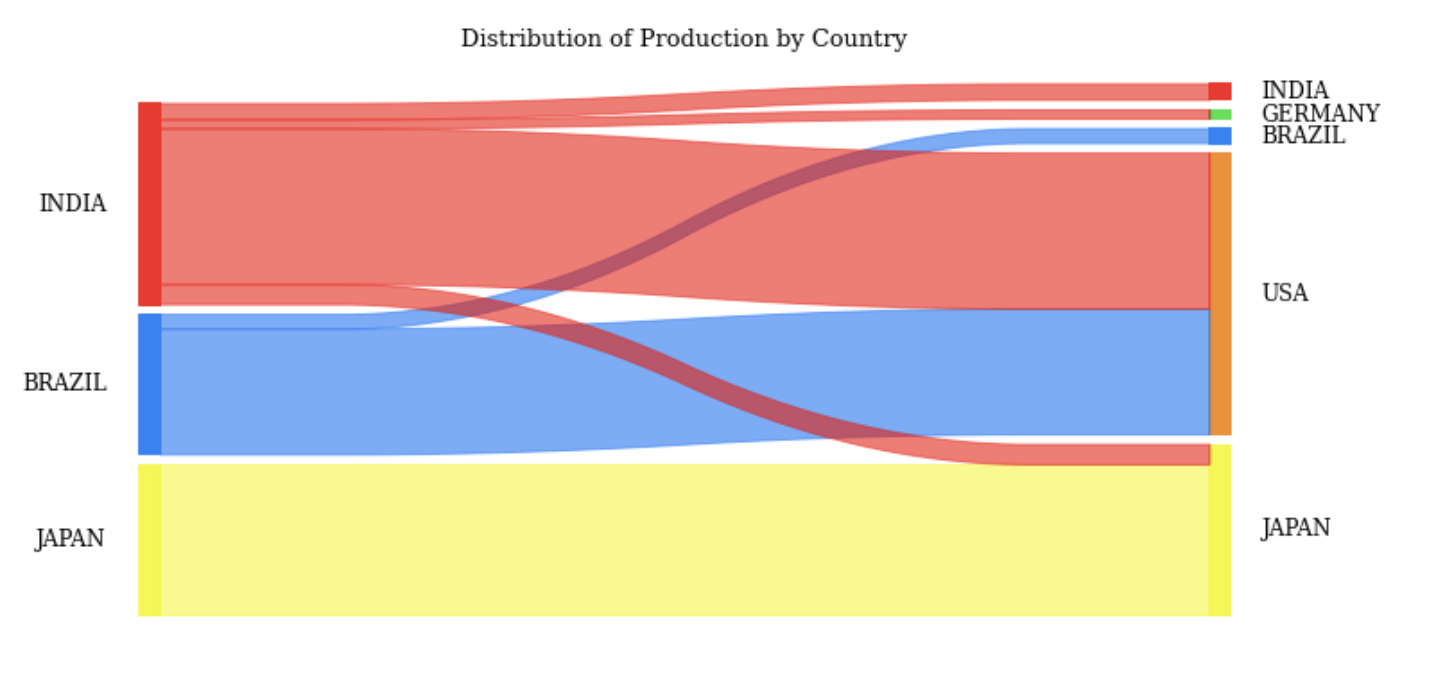 Distribution of Production by Country
INDIA
BRAZIL
JAPAN
INDIA
GERMANY
BRAZIL
USA
JAPAN